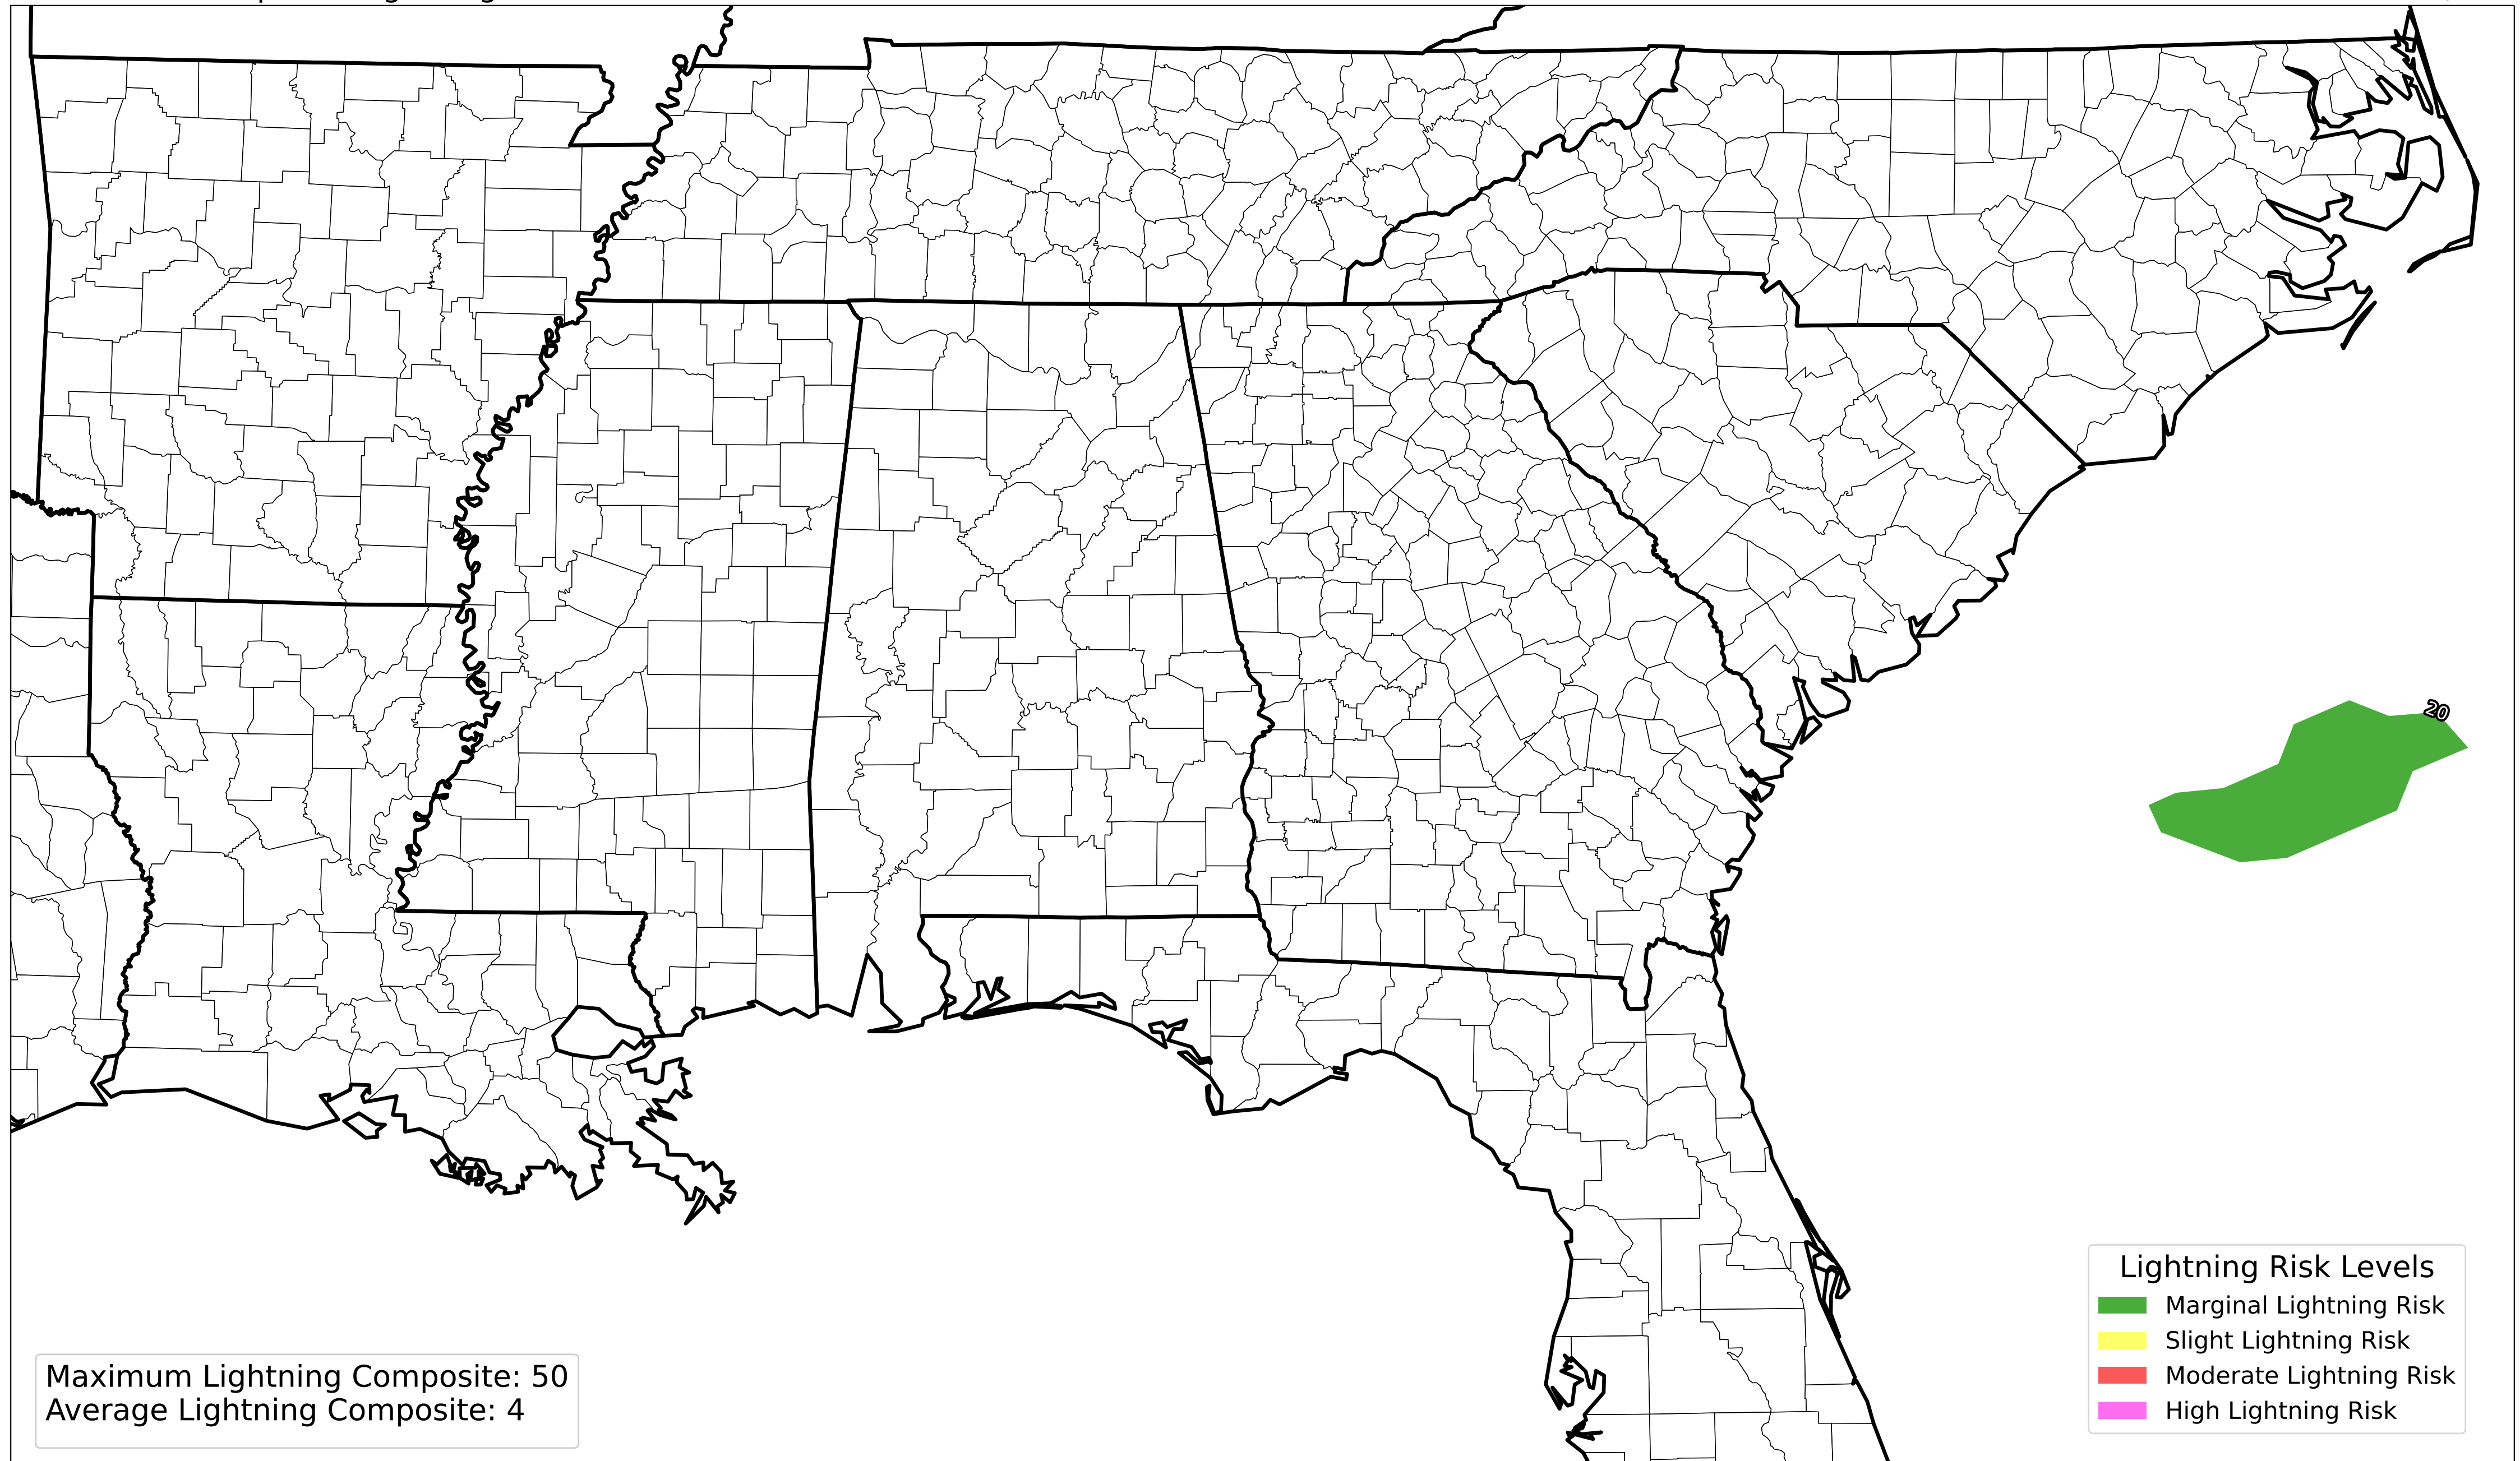 20
Lightning Risk Levels
Marginal Lightning Risk
Slight Lightning Risk
Moderate Lightning Risk
High Lightning Risk
Maximum Lightning Composite: 50
Average Lightning Composite: 4